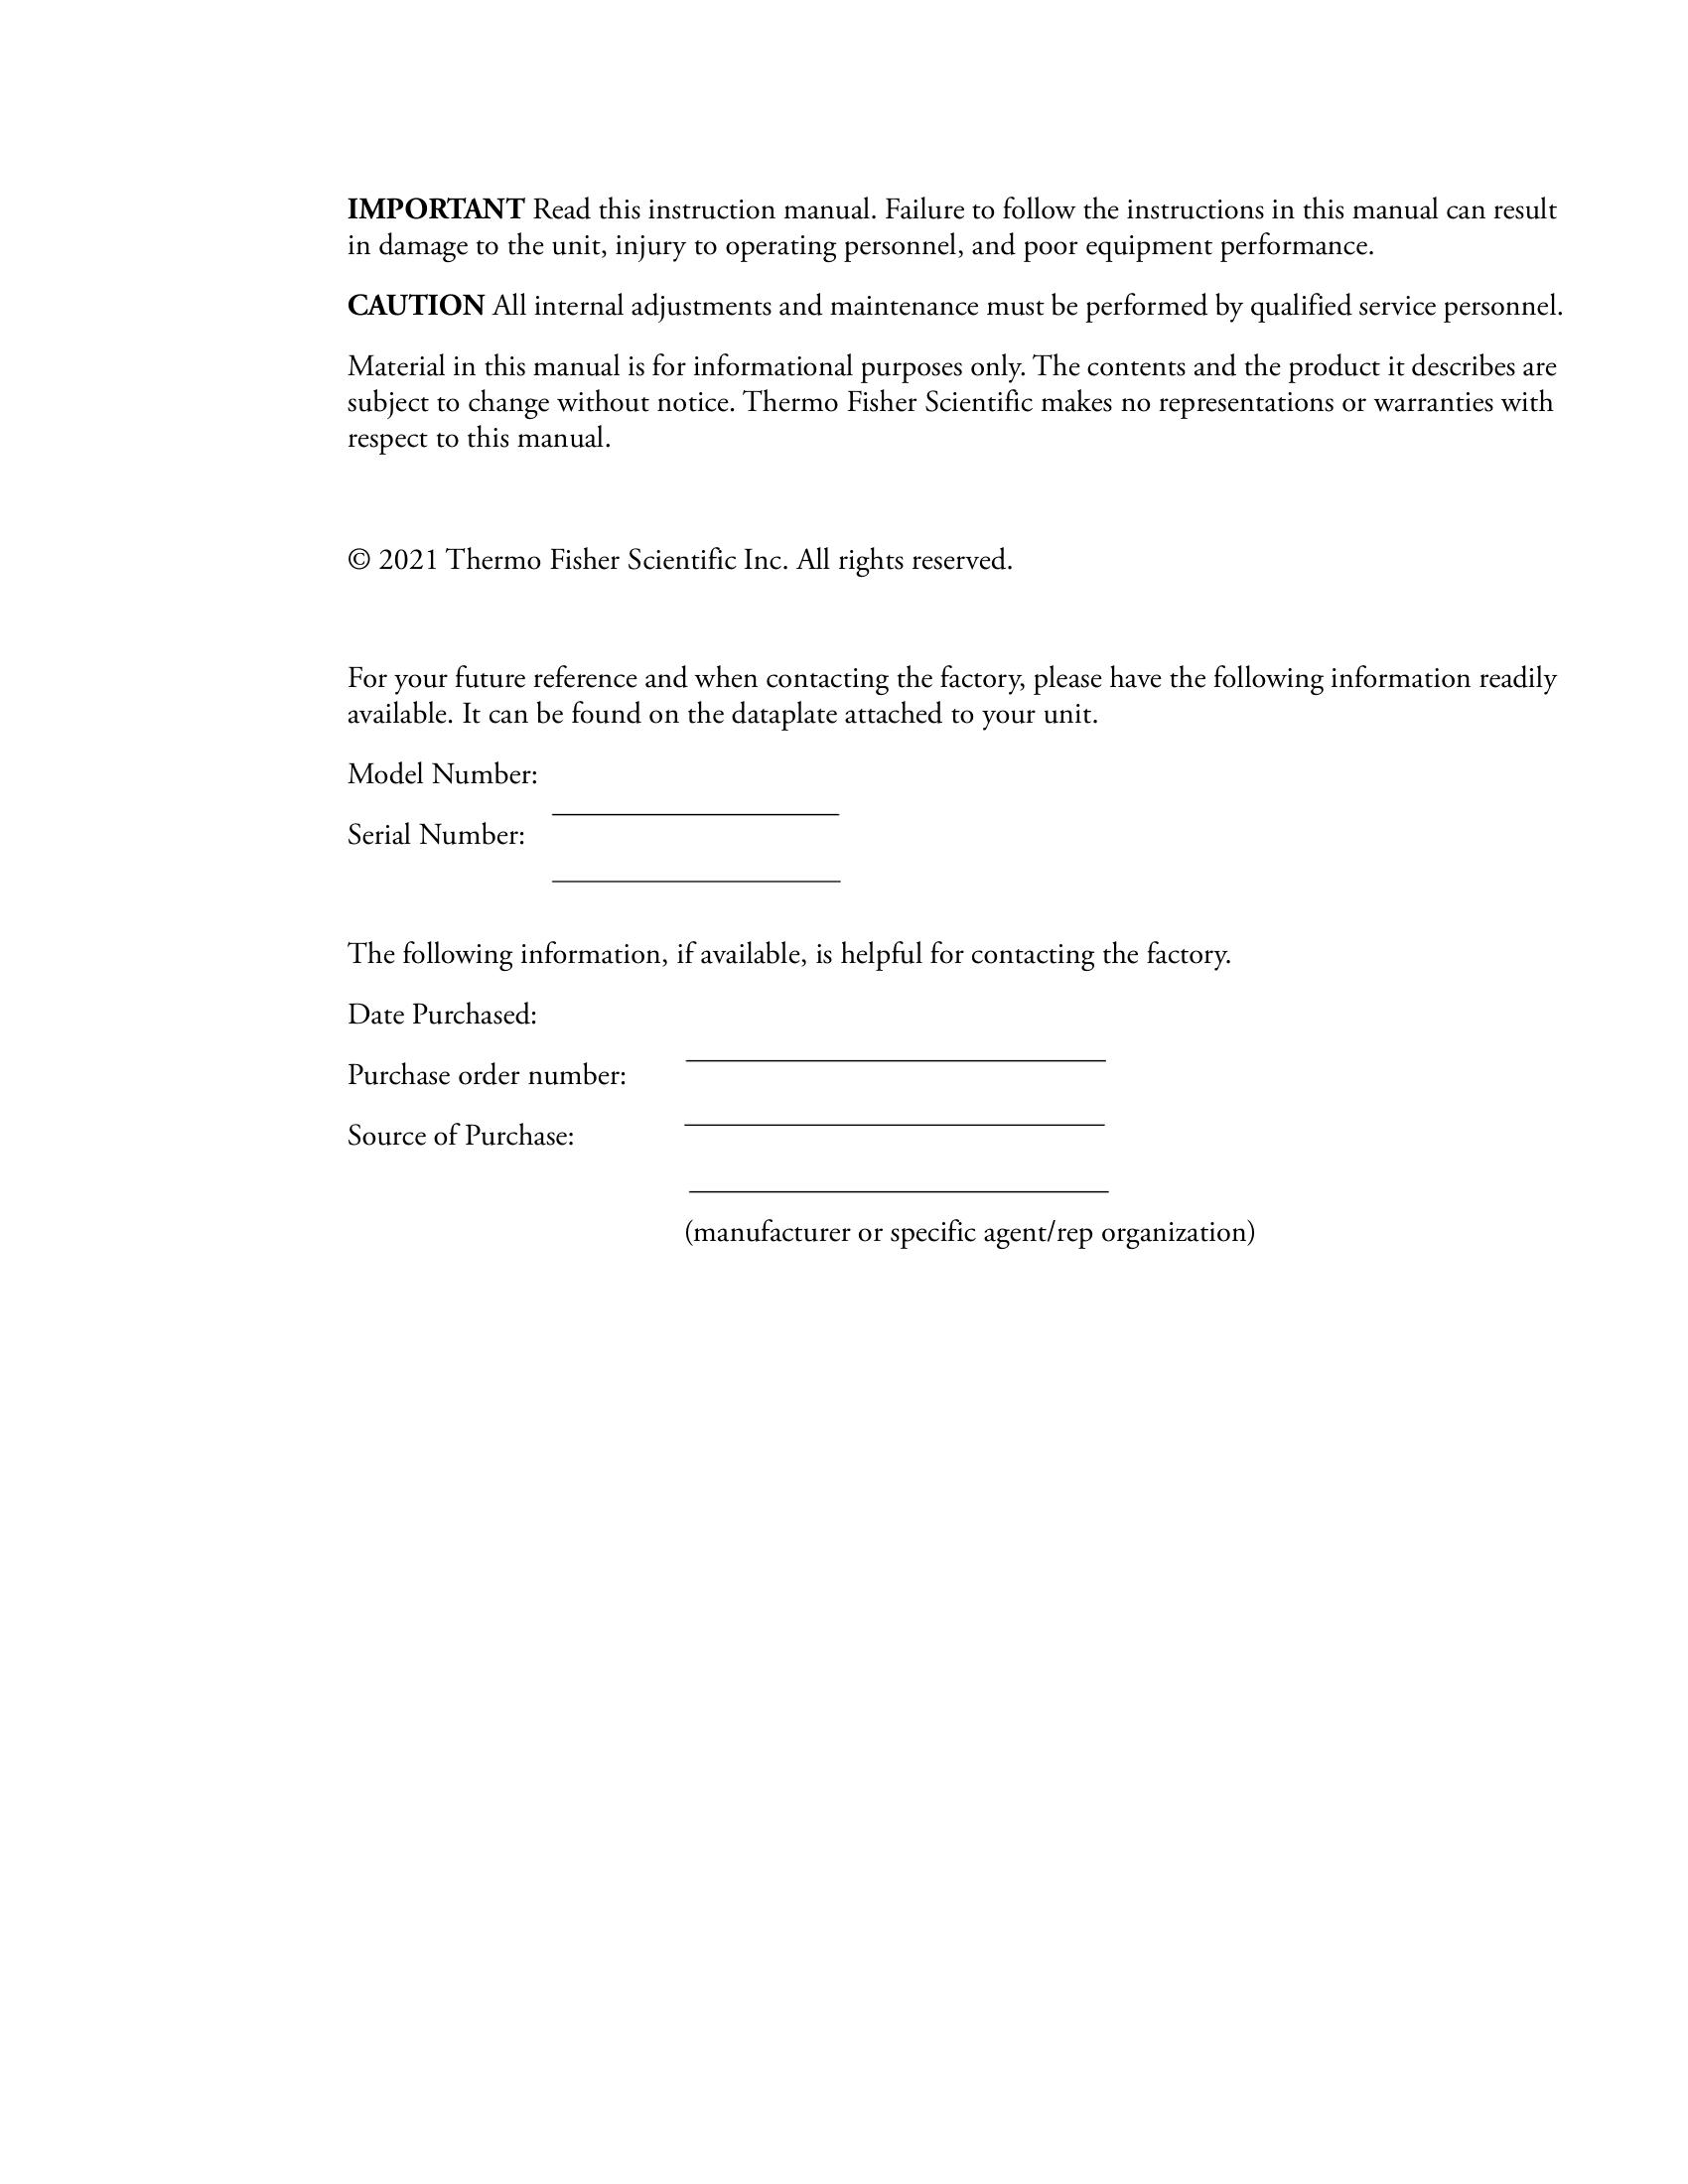 IMPORTANT Read this instruction manual. Failure to follow the instructions in this manual can result
in damage to the unit, injury to operating personnel, and poor equipment performance.
CAUTION All internal adjustments and maintenance must be performed by qualified service personnel.
Material in this manual is for informational purposes only. The contents and the product it describes are
subject to change without notice. Thermo Fisher Scientific makes no representations or warranties with
respect to this manual.
© 2021 Thermo Fisher Scientific Inc. All rights reserved.
For your future reference and when contacting the factory, please have the following information readily
available. It can be found on the dataplate attached to your unit.
Model Number:
Serial Number:
The following information, if available, is helpful for contacting the factory.
Date Purchased:
Purchase order number:
Source of Purchase:
(manufacturer or specific agent/rep organization)